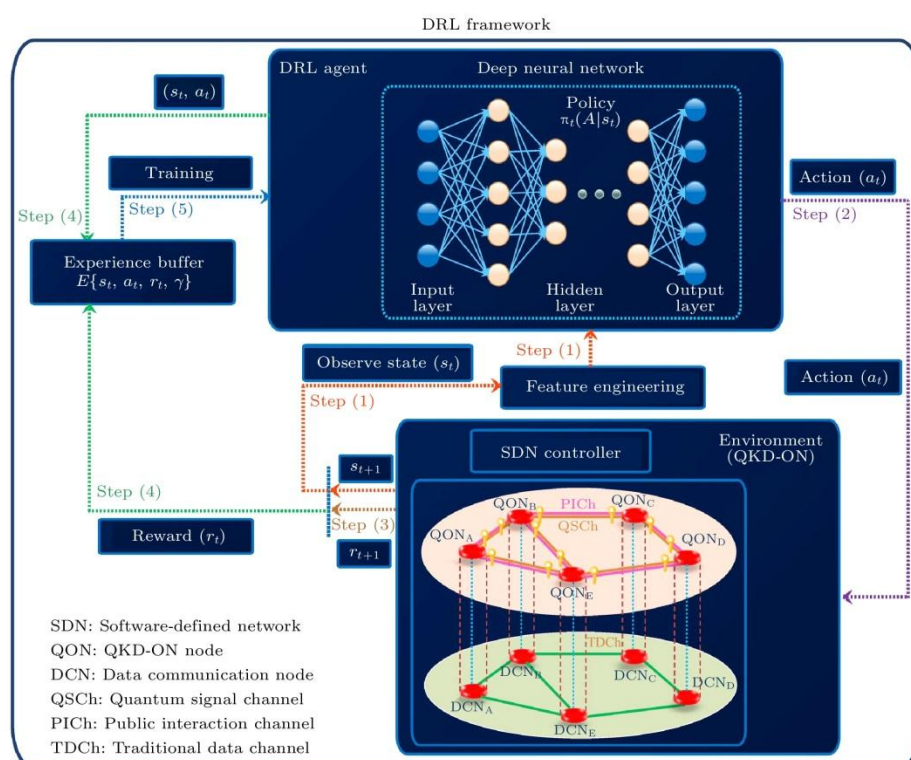 DRL framework
DRL agent
Deep neural network
Policy
π_t(A|s_t)
Input layer
Hidden layer
Output layer
(s_t, a_t)
Training
Step (4)
Step (5)
Experience buffer
E{s_t, a_t, r_t, γ}
Action (a_t)
Step (2)
Step (1)
Observe state (s_t)
Step (1)
Feature engineering
Action (a_t)
SDN controller
Environment
(QKD-ON)
s_{t+1}
Step (4)
Step (3)
Reward (r_t)
r_{t+1}
QON_A
QON_B
PICh
QSCh
QON_C
QON_D
QON_E
TDCh
DCN_A
DCN_B
DCN_C
DCN_D
DCN_E
SDN: Software-defined network
QON: QKD-ON node
DCN: Data communication node
QSCh: Quantum signal channel
PICh: Public interaction channel
TDCh: Traditional data channel